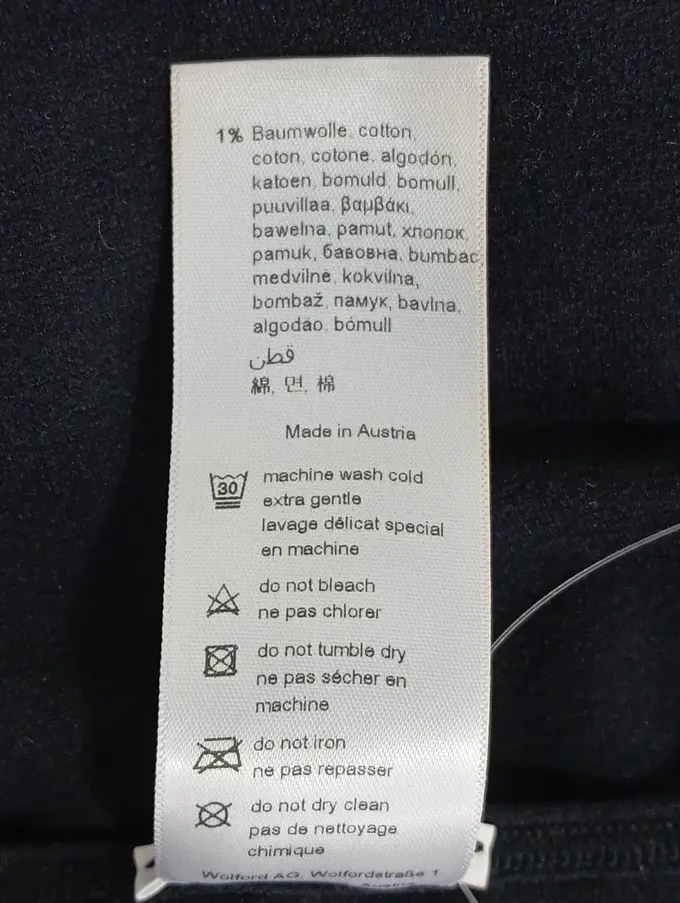 1% Baumwolle, cotton,
coton, cotone, algodón,
katoen, bomuld, bomull,
puuvillaa, βαμβάκι,
bawelna, pamut, хлопок,
pamuk, бавовна, bumbac
medvilnė, kokvilna,
bombaž, памук, bavlna,
algodão, bómull
قطن
綿, 면, 棉
Made in Austria
30
machine wash cold
extra gentle
lavage délicat special
en machine
do not bleach
ne pas chlorer
do not tumble dry
ne pas sécher en
machine
do not iron
ne pas repasser
do not dry clean
pas de nettoyage
chimique
Wolford AG, Wolfordstraße 1
Austria